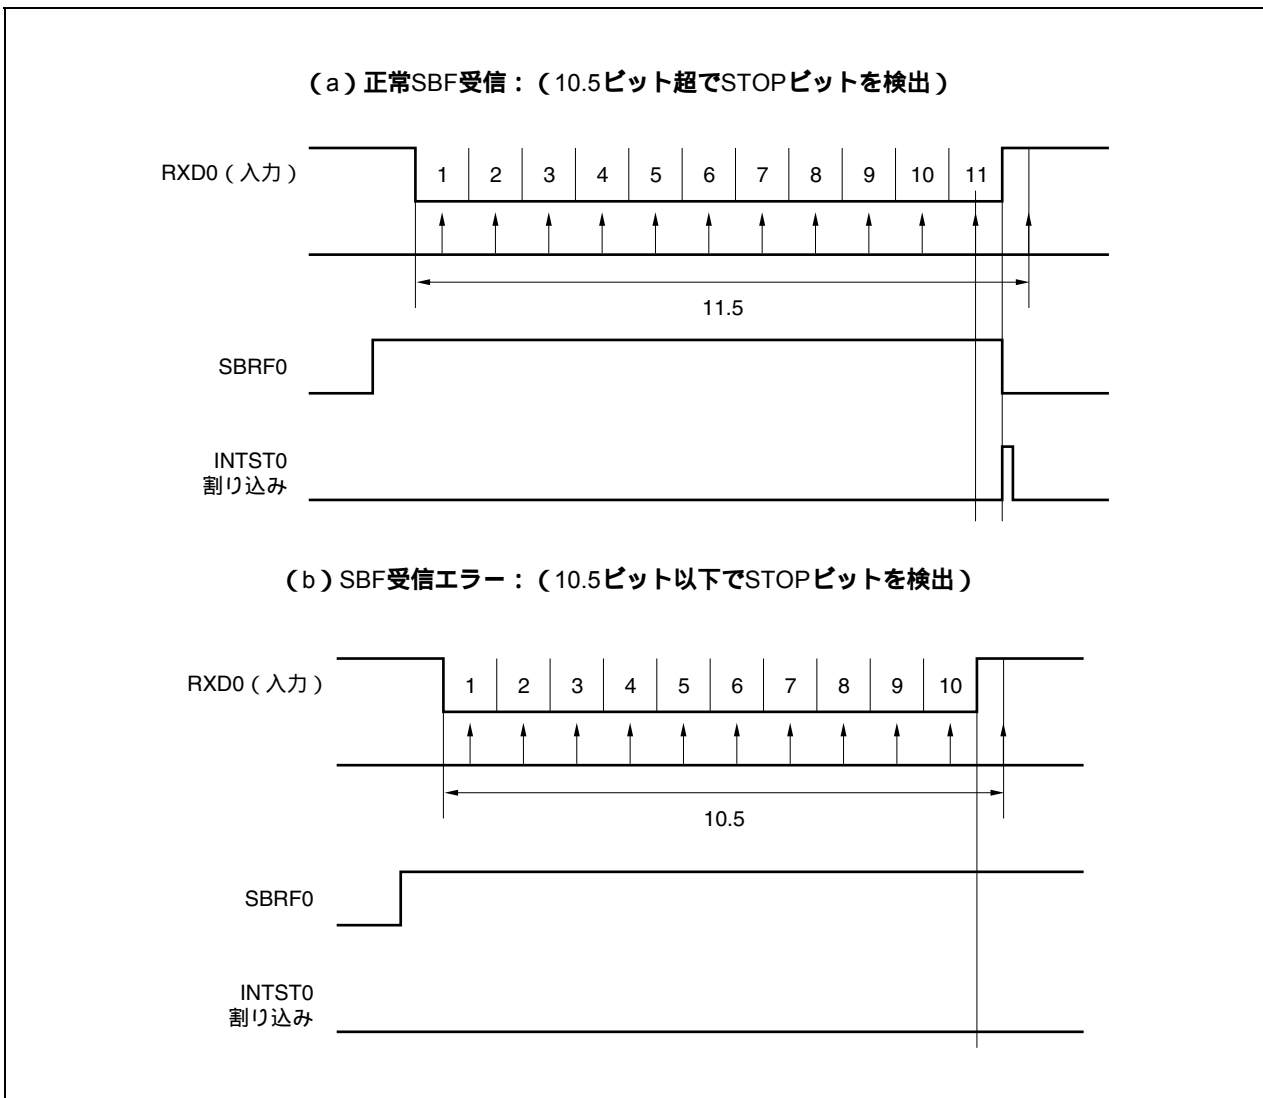 （a）正常SBF受信：（10.5ビット超でSTOPビットを検出）
RXD0（入力）
1 2 3 4 5 6 7 8 9 10 11
11.5
SBRF0
INTST0
割り込み
（b）SBF受信エラー：（10.5ビット以下でSTOPビットを検出）
RXD0（入力）
1 2 3 4 5 6 7 8 9 10
10.5
SBRF0
INTST0
割り込み